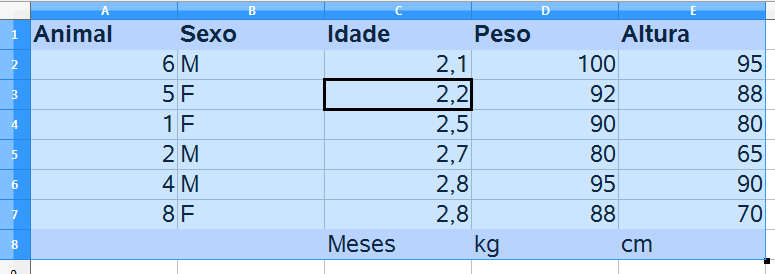 A B C D E
1 Animal Sexo Idade Peso Altura
2 6 M 2,1 100 95
3 5 F 2,2 92 88
4 1 F 2,5 90 80
5 2 M 2,7 80 65
6 4 M 2,8 95 90
7 8 F 2,8 88 70
8 Meses kg cm